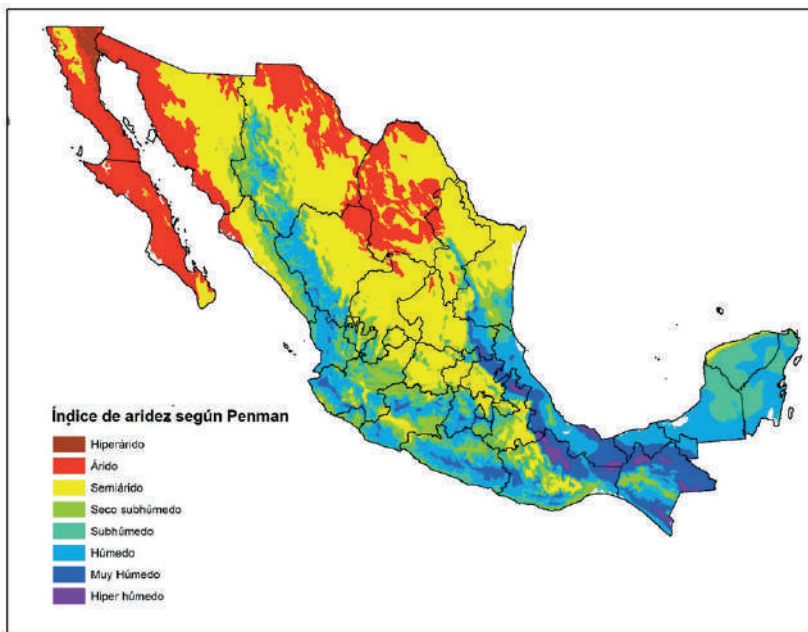 Índice de aridez según Penman
Hiperárido
Árido
Semiárido
Seco subhúmedo
Subhúmedo
Húmedo
Muy Húmedo
Hiper húmedo